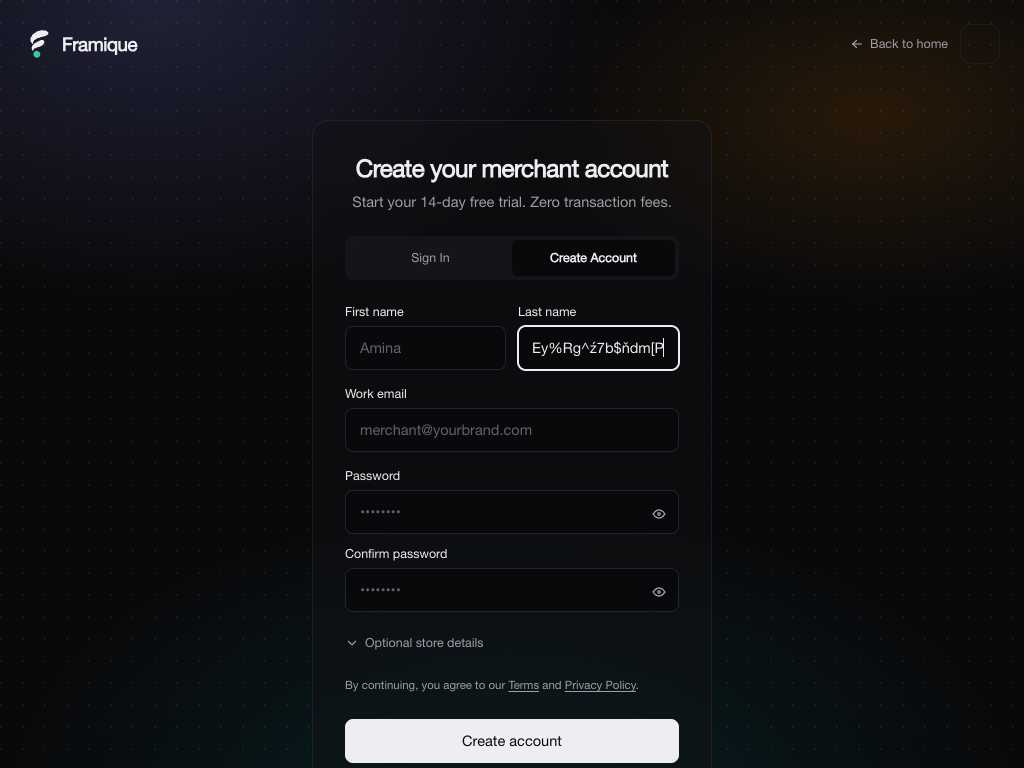 Framique
Back to home
Create your merchant account
Start your 14-day free trial. Zero transaction fees.
Sign In
Create Account
First name
Last name
Amina
Ey%Rg^ź7b$ňdm[P
Work email
merchant@yourbrand.com
Password
••••••••
Confirm password
••••••••
Optional store details
By continuing, you agree to our Terms and Privacy Policy.
Create account